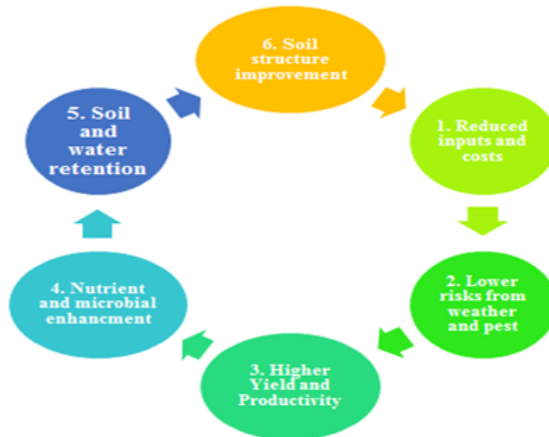 6. Soil
structure
improvement
1. Reduced
inputs and
costs
2. Lower
risks from
weather
and pest
3. Higher
Yield and
Productivity
4. Nutrient
and microbial
enhancment
5. Soil
and
water
retention